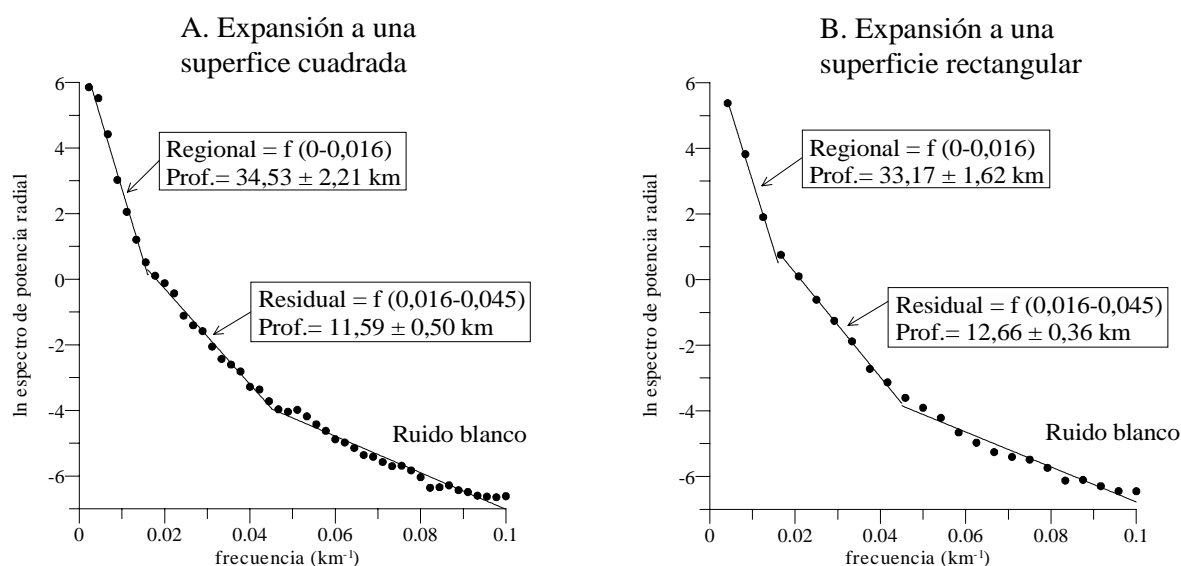 A. Expansión a una
superfice cuadrada
6
4
2
0
-2
-4
-6
ln espectro de potencia radial
Regional = f (0-0,016)
Prof.= 34,53 ± 2,21 km
Residual = f (0,016-0,045)
Prof.= 11,59 ± 0,50 km
Ruido blanco
0 0.02 0.04 0.06 0.08 0.1
frecuencia (km⁻¹)
B. Expansión a una
superficie rectangular
6
4
2
0
-2
-4
-6
ln espectro de potencia radial
Regional = f (0-0,016)
Prof.= 33,17 ± 1,62 km
Residual = f (0,016-0,045)
Prof.= 12,66 ± 0,36 km
Ruido blanco
0 0.02 0.04 0.06 0.08 0.1
frecuencia (km⁻¹)